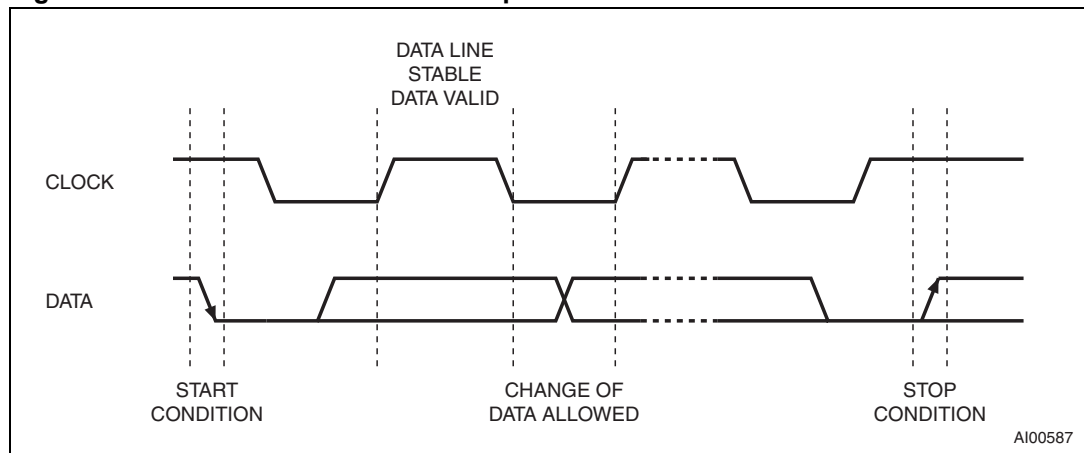 DATA LINE
STABLE
DATA VALID
CLOCK
DATA
START
CONDITION
CHANGE OF
DATA ALLOWED
STOP
CONDITION
AI00587